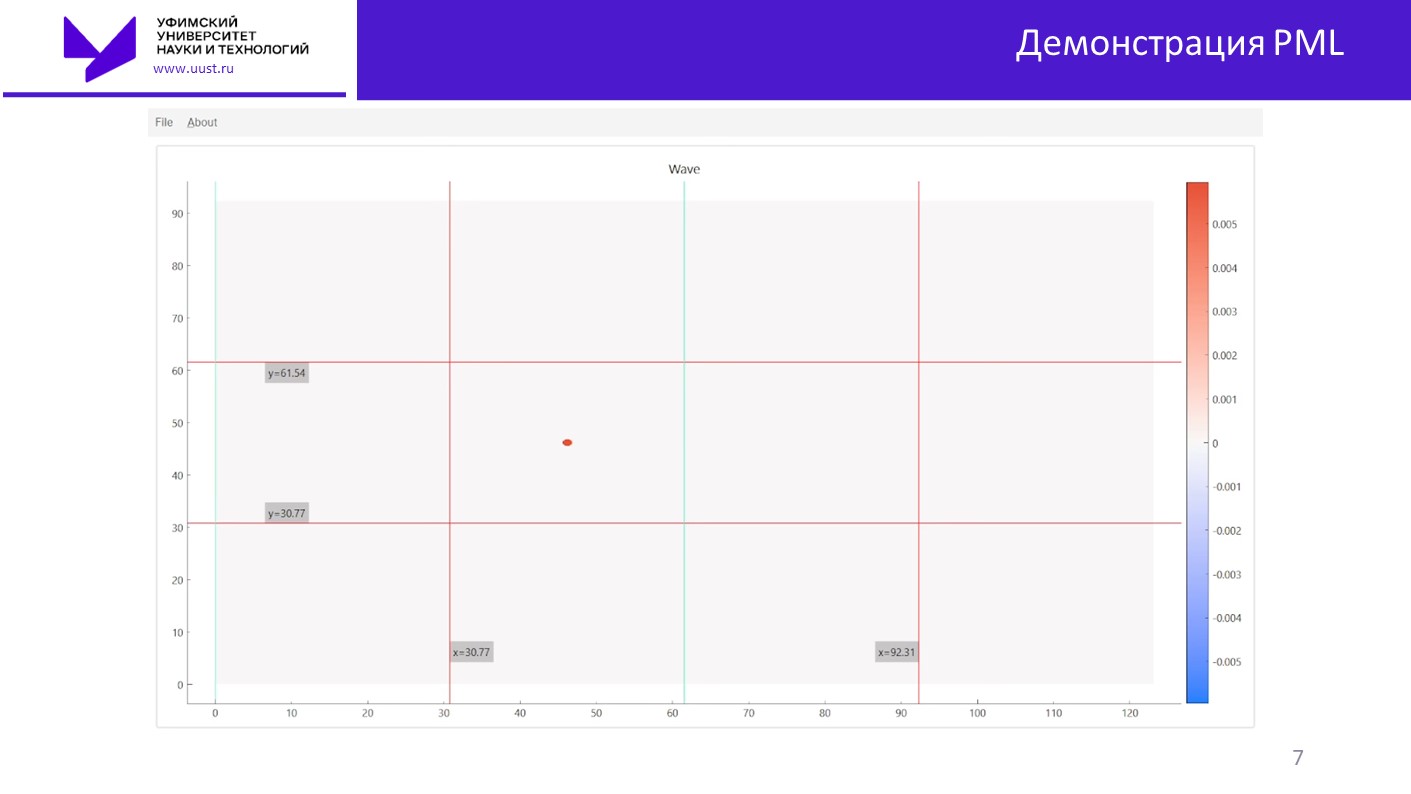 УФИМСКИЙ
УНИВЕРСИТЕТ
НАУКИ И ТЕХНОЛОГИЙ
www.uust.ru
Демонстрация PML
File About
Wave
90
80
70
60
50
40
30
20
10
0
y=61.54
y=30.77
x=30.77
x=92.31
0 10 20 30 40 50 60 70 80 90 100 110 120
0.005
0.004
0.003
0.002
0.001
0
-0.001
-0.002
-0.003
-0.004
-0.005
7